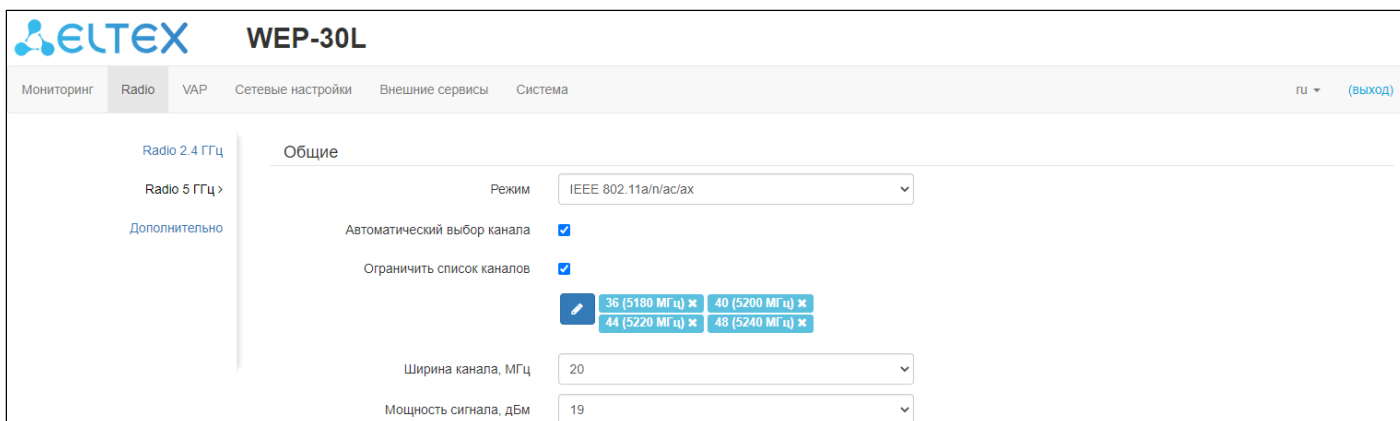 ELTEX WEP-30L
Мониторинг Radio VAP Сетевые настройки Внешние сервисы Система ru (выход)
Radio 2.4 ГГц
Radio 5 ГГц >
Дополнительно
Общие
Режим IEEE 802.11a/n/ac/ax
Автоматический выбор канала
Ограничить список каналов
36 (5180 МГц) ✖ 40 (5200 МГц) ✖
44 (5220 МГц) ✖ 48 (5240 МГц) ✖
Ширина канала, МГц 20
Мощность сигнала, дБм 19